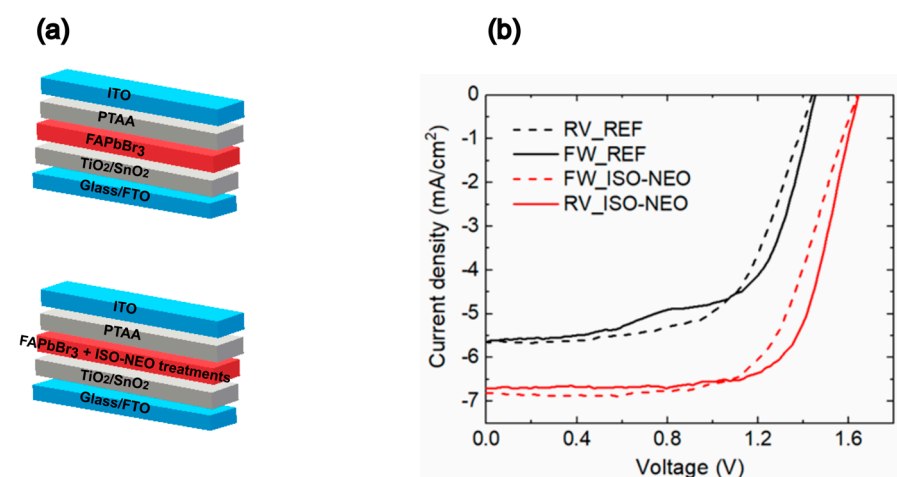 (a)
ITO
PTAA
FAPbBr3
TiO2/SnO2
Glass/FTO
ITO
PTAA
FAPbBr3 + ISO-NEO treatments
TiO2/SnO2
Glass/FTO
(b)
0
-1
-2
-3
-4
-5
-6
-7
Current density (mA/cm²)
RV_REF
FW_REF
FW_ISO-NEO
RV_ISO-NEO
0.0 0.4 0.8 1.2 1.6
Voltage (V)